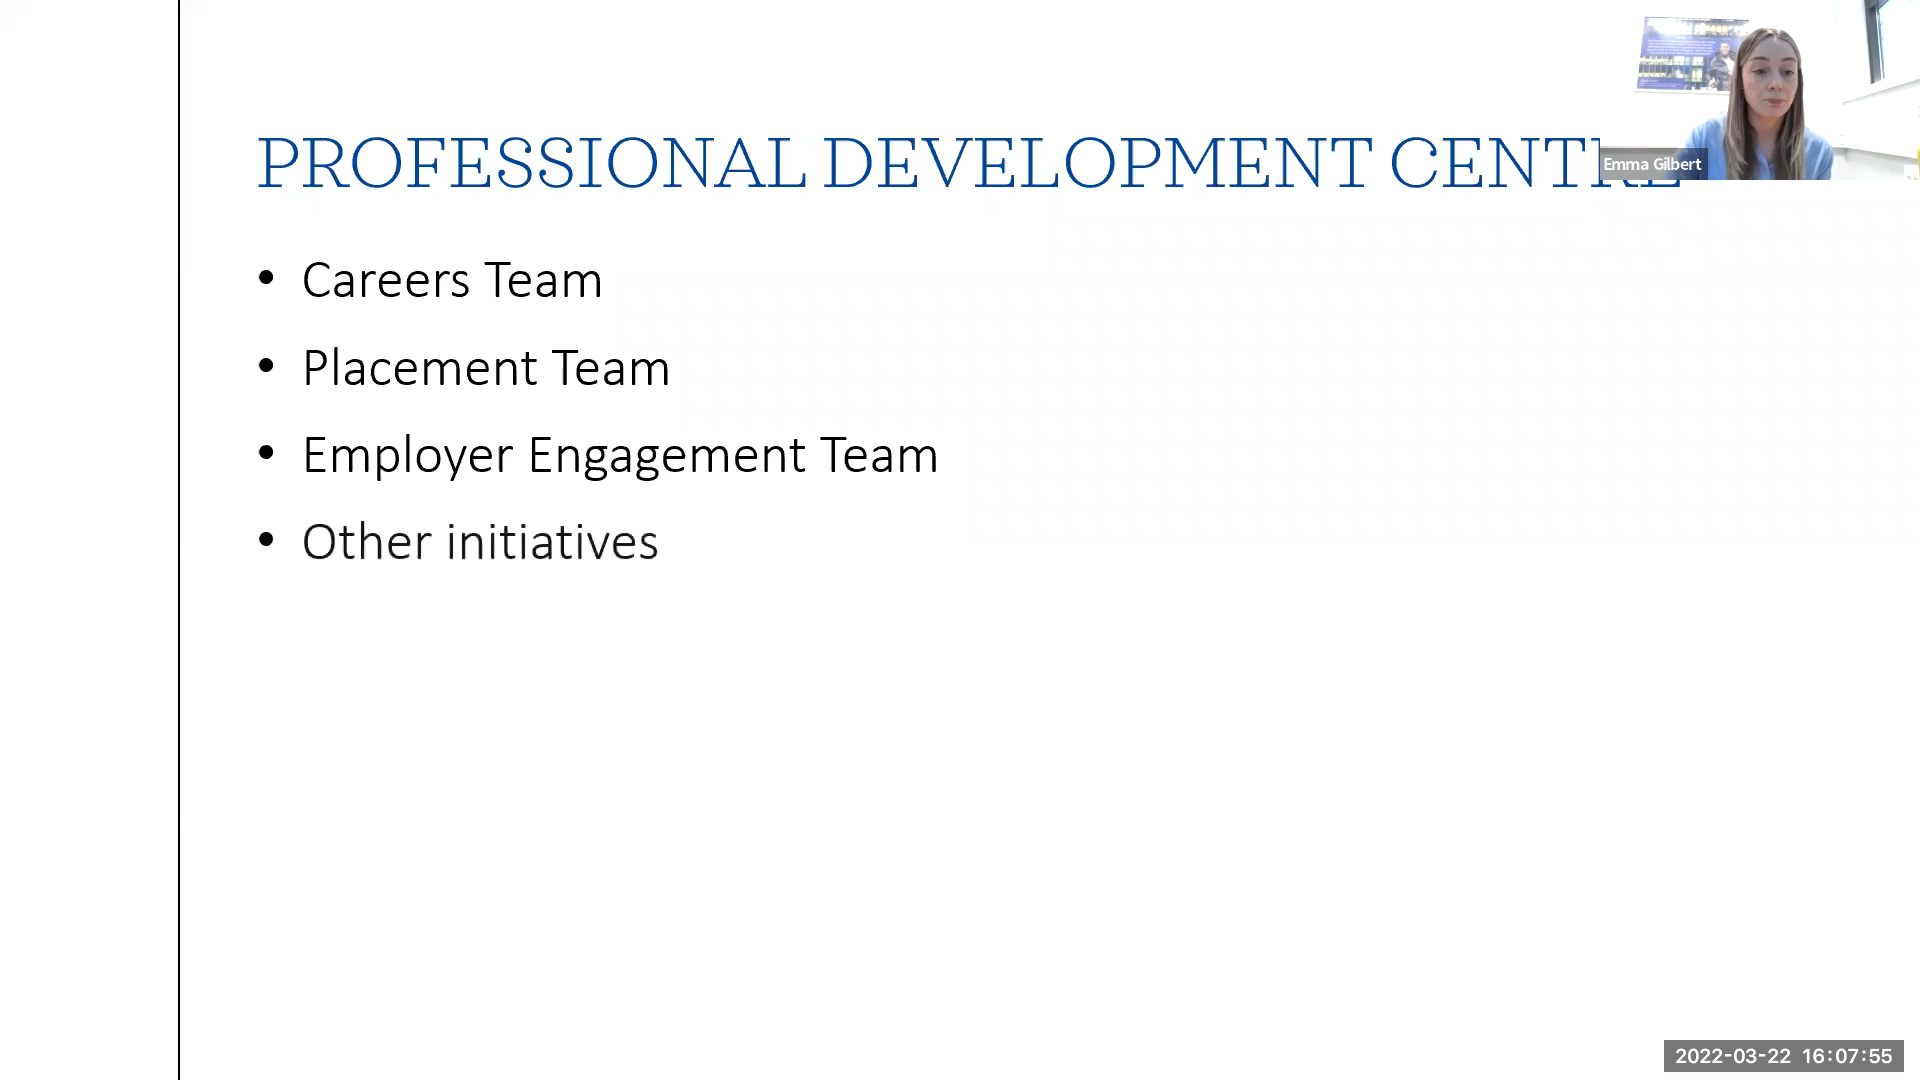 PROFESSIONAL DEVELOPMENT CENTRE
Emma Gilbert
• Careers Team
• Placement Team
• Employer Engagement Team
• Other initiatives
2022-03-22 16:07:55